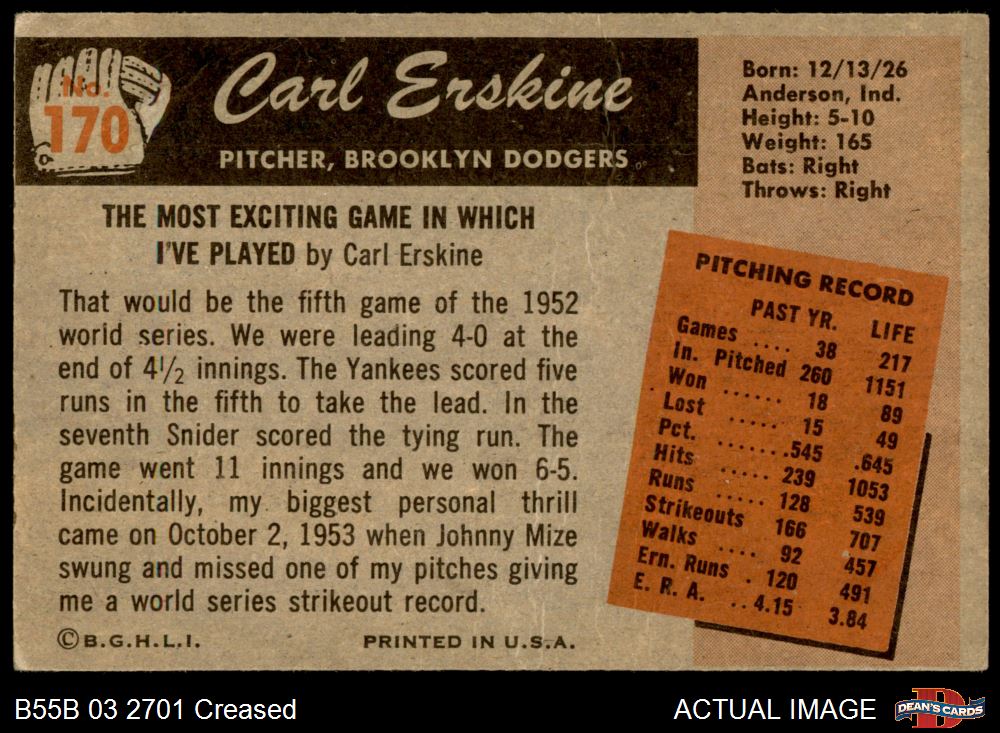 No.
170
Carl Erskine
PITCHER, BROOKLYN DODGERS
Born: 12/13/26
Anderson, Ind.
Height: 5-10
Weight: 165
Bats: Right
Throws: Right
THE MOST EXCITING GAME IN WHICH
I'VE PLAYED by Carl Erskine
That would be the fifth game of the 1952
world series. We were leading 4-0 at the
end of 4½ innings. The Yankees scored five
runs in the fifth to take the lead. In the
seventh Snider scored the tying run. The
game went 11 innings and we won 6-5.
Incidentally, my biggest personal thrill
came on October 2, 1953 when Johnny Mize
swung and missed one of my pitches giving
me a world series strikeout record.
©B.G.H.L.I. PRINTED IN U.S.A.
PITCHING RECORD
PAST YR. LIFE
Games .... 38 217
In. Pitched 260 1151
Won ...... 18 89
Lost ..... 15 49
Pct. .......545 .645
Hits ..... 239 1053
Runs ..... 128 539
Strikeouts 166 707
Walks .... 92 457
Ern. Runs . 120 491
E. R. A. ..4.15 3.84
B55B 03 2701 Creased
ACTUAL IMAGE
DEAN'S CARDS